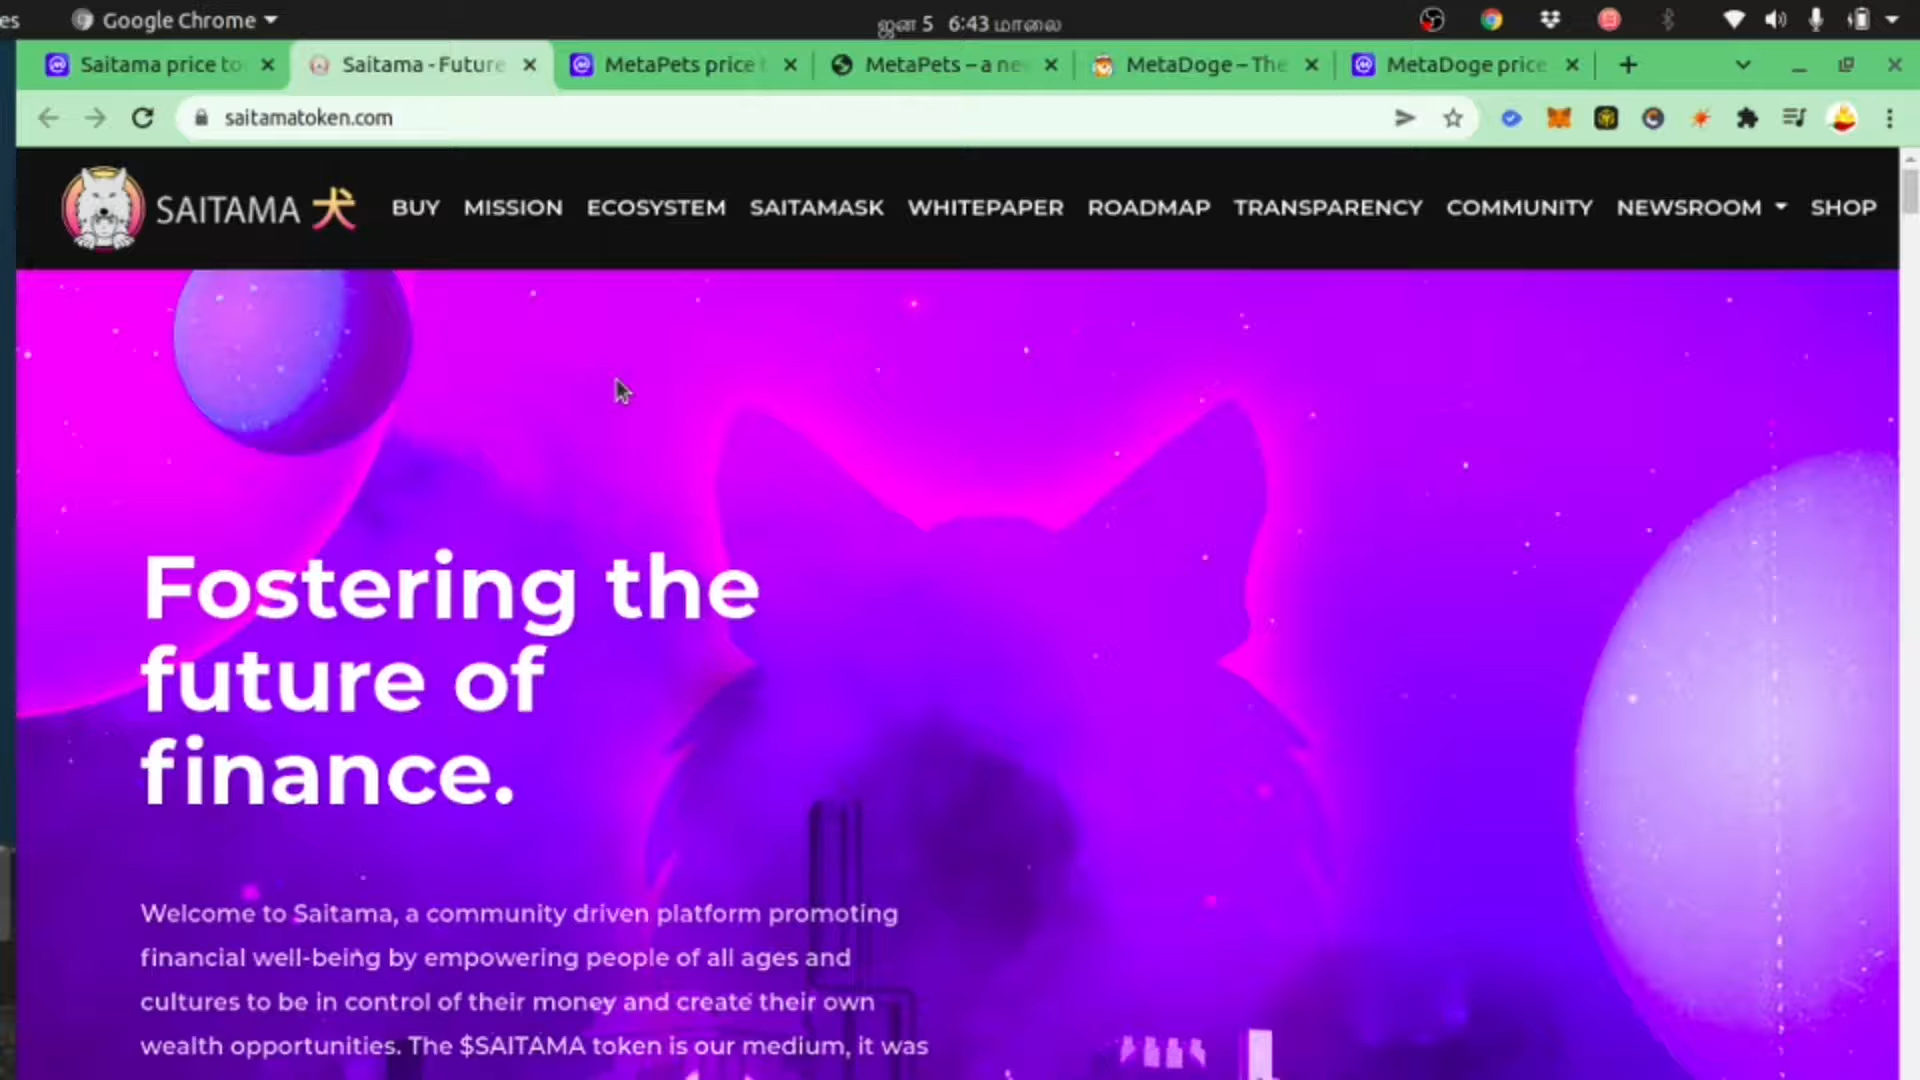 es Google Chrome ஜன 5 6:43 மாலை
Saitama price to Saitama - Future MetaPets price t MetaPets – a ne MetaDoge – The MetaDoge price
saitamatoken.com
SAITAMA 犬 BUY MISSION ECOSYSTEM SAITAMASK WHITEPAPER ROADMAP TRANSPARENCY COMMUNITY NEWSROOM SHOP
Fostering the
future of
finance.
Welcome to Saitama, a community driven platform promoting
financial well-being by empowering people of all ages and
cultures to be in control of their money and create their own
wealth opportunities. The $SAITAMA token is our medium, it was